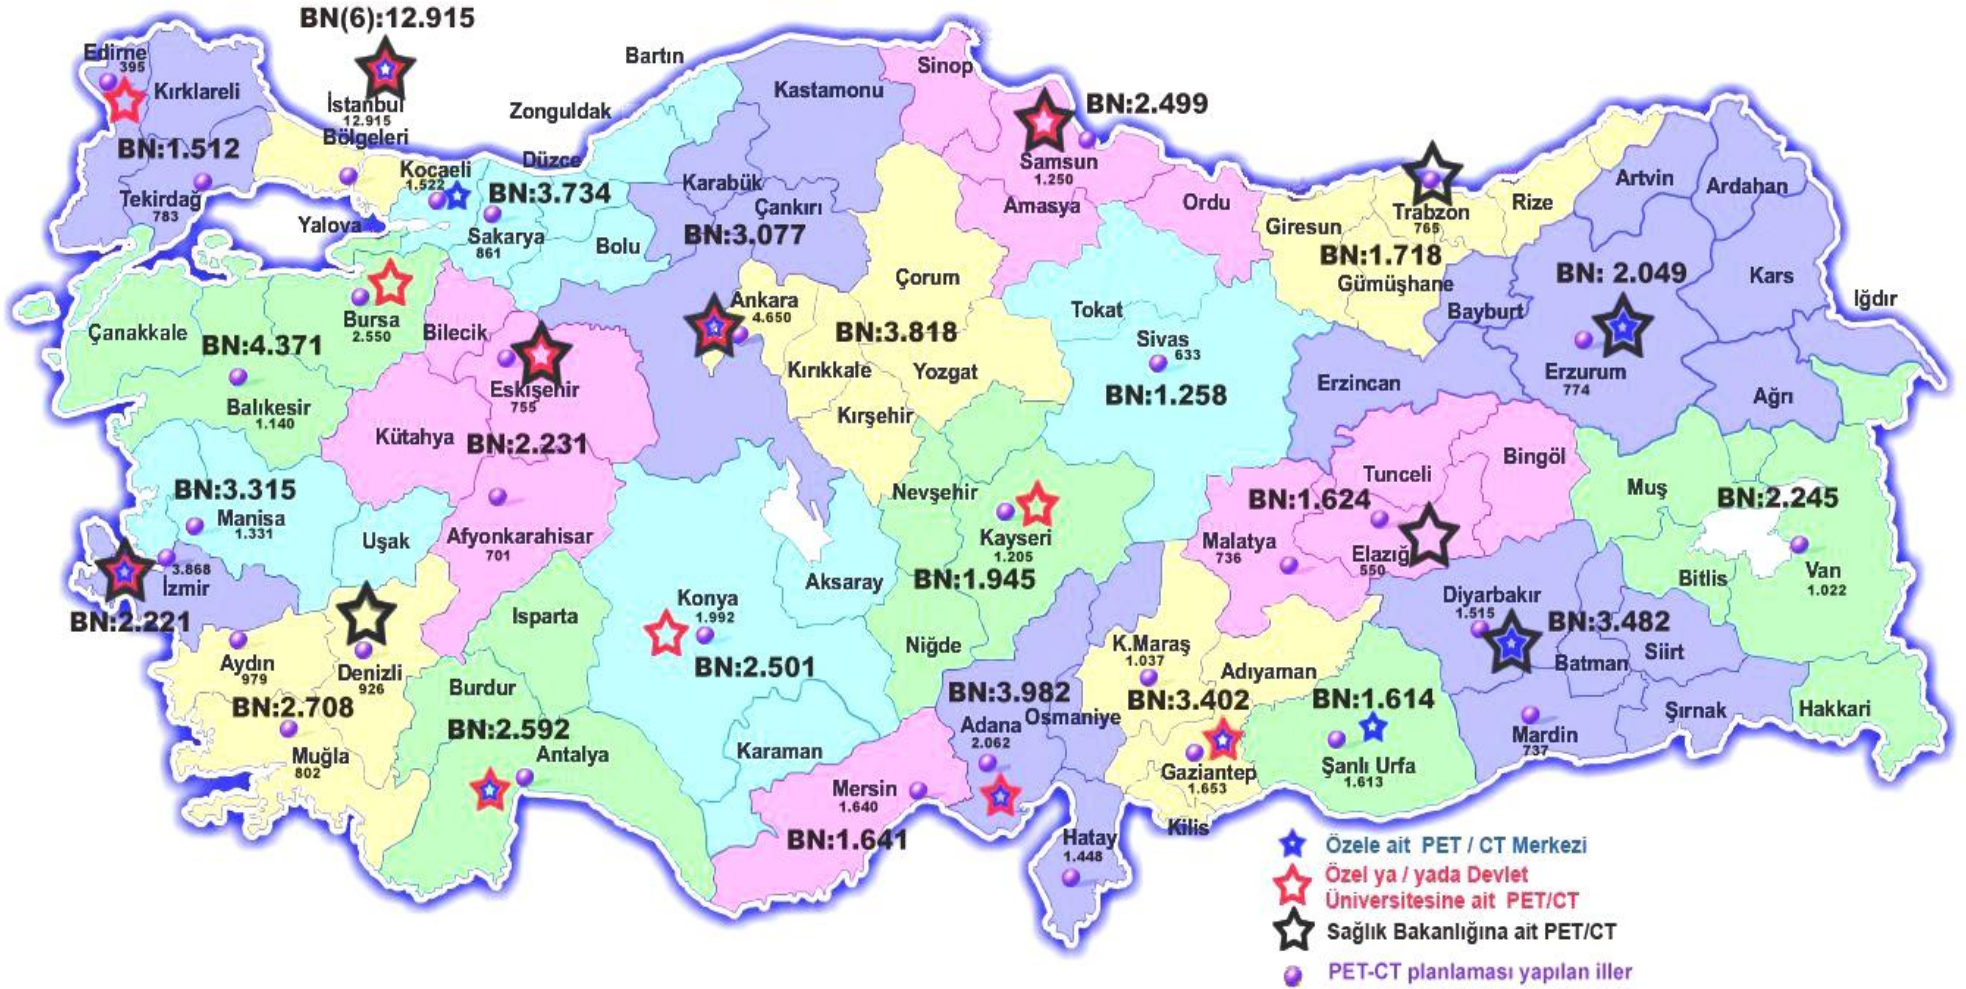 BN(6):12.915
Edirne
395
Kırklareli
İstanbul
12.915
Bölgeleri
BN:1.512
Tekirdağ
783
Bartın
Zonguldak
Düzce
Kocaeli
1.522
BN:3.734
Yalova
Sakarya
861
Bolu
Kastamonu
Karabük
Çankırı
BN:3.077
Sinop
BN:2.499
Samsun
1.250
Amasya
Ordu
Giresun
Trabzon
765
Rize
BN:1.718
Gümüşhane
Artvin
Ardahan
BN: 2.049
Kars
Iğdır
Bayburt
Erzurum
774
Erzincan
Ağrı
Çanakkale
BN:4.371
Bursa
2.550
Balıkesir
1.140
Bilecik
Eskişehir
755
Kütahya
BN:2.231
Afyonkarahisar
701
Ankara
4.650
Çorum
BN:3.818
Kırıkkale
Yozgat
Kırşehir
Tokat
Sivas
633
BN:1.258
Tunceli
Bingöl
BN:1.624
Malatya
736
Elazığ
550
Muş
BN:2.245
Bitlis
Van
1.022
BN:3.315
Manisa
1.331
Uşak
3.868
İzmir
BN:2.221
Aydın
979
Denizli
926
BN:2.708
Muğla
802
Isparta
Burdur
BN:2.592
Antalya
Konya
1.992
BN:2.501
Aksaray
Karaman
Nevşehir
Kayseri
1.205
BN:1.945
Niğde
Mersin
1.640
BN:1.641
BN:3.982
Adana
2.062
Osmaniye
Hatay
1.448
K.Maraş
1.037
Adıyaman
BN:3.402
Gaziantep
1.653
Kilis
BN:1.614
Şanlı Urfa
1.613
Diyarbakır
1.515
BN:3.482
Batman
Siirt
Mardin
737
Şırnak
Hakkari
Özele ait PET / CT Merkezi
Özel ya / yada Devlet
Üniversitesine ait PET/CT
Sağlık Bakanlığına ait PET/CT
PET-CT planlaması yapılan iller